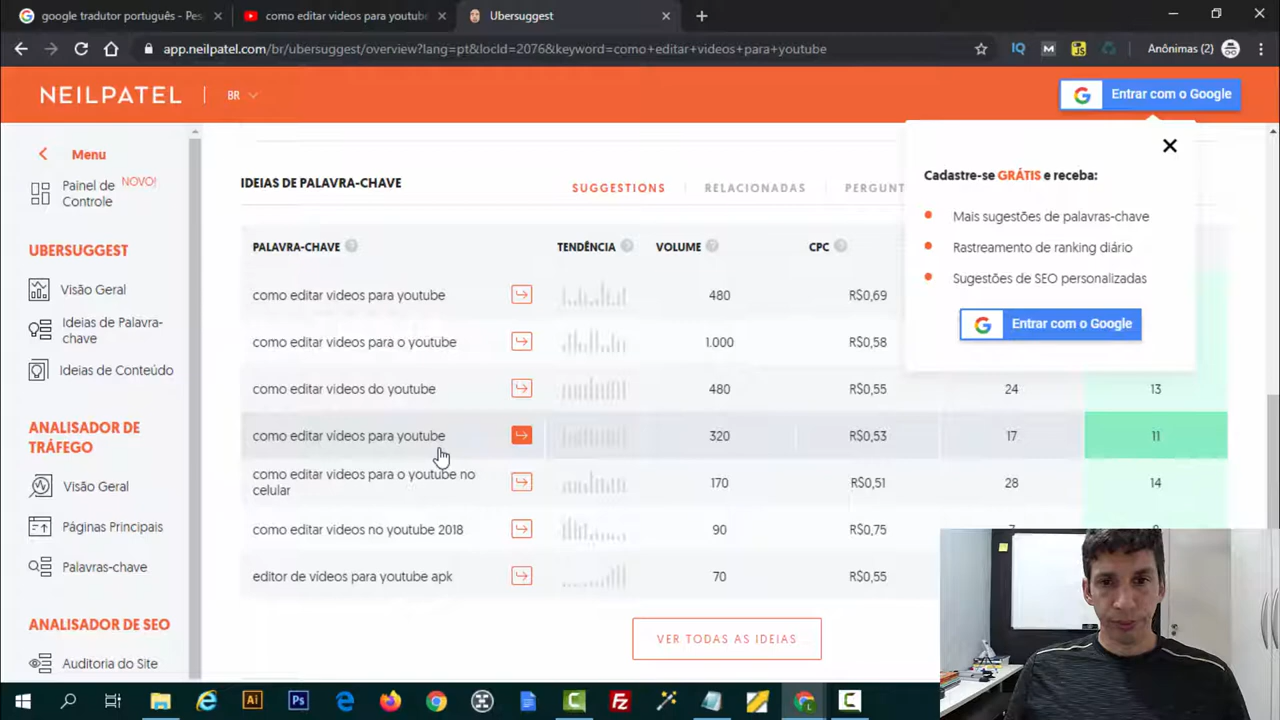 google tradutor português - Pes
como editar videos para youtube
Ubersuggest
app.neilpatel.com/br/ubersuggest/overview?lang=pt&locId=2076&keyword=como+editar+videos+para+youtube
IQ
M
Anônimas (2)
NEILPATEL
BR
Entrar com o Google
Menu
Painel de
Controle
NOVO!
UBERSUGGEST
Visão Geral
Ideias de Palavra-
chave
Ideias de Conteúdo
ANALISADOR DE
TRÁFEGO
Visão Geral
Páginas Principais
Palavras-chave
ANALISADOR DE SEO
Auditoria do Site
Cadastre-se GRÁTIS e receba:
Mais sugestões de palavras-chave
Rastreamento de ranking diário
Sugestões de SEO personalizadas
Entrar com o Google
IDEIAS DE PALAVRA-CHAVE
SUGGESTIONS RELACIONADAS PERGUNT
PALAVRA-CHAVE ? TENDÊNCIA ? VOLUME ? CPC ?
como editar videos para youtube 480 R$0,69
como editar videos para o youtube 1.000 R$0,58
como editar videos do youtube 480 R$0,55 24 13
como editar vídeos para youtube 320 R$0,53 17 11
como editar videos para o youtube no
celular 170 R$0,51 28 14
como editar videos no youtube 2018 90 R$0,75
editor de vídeos para youtube apk 70 R$0,55
VER TODAS AS IDEIAS
Ai
Ps